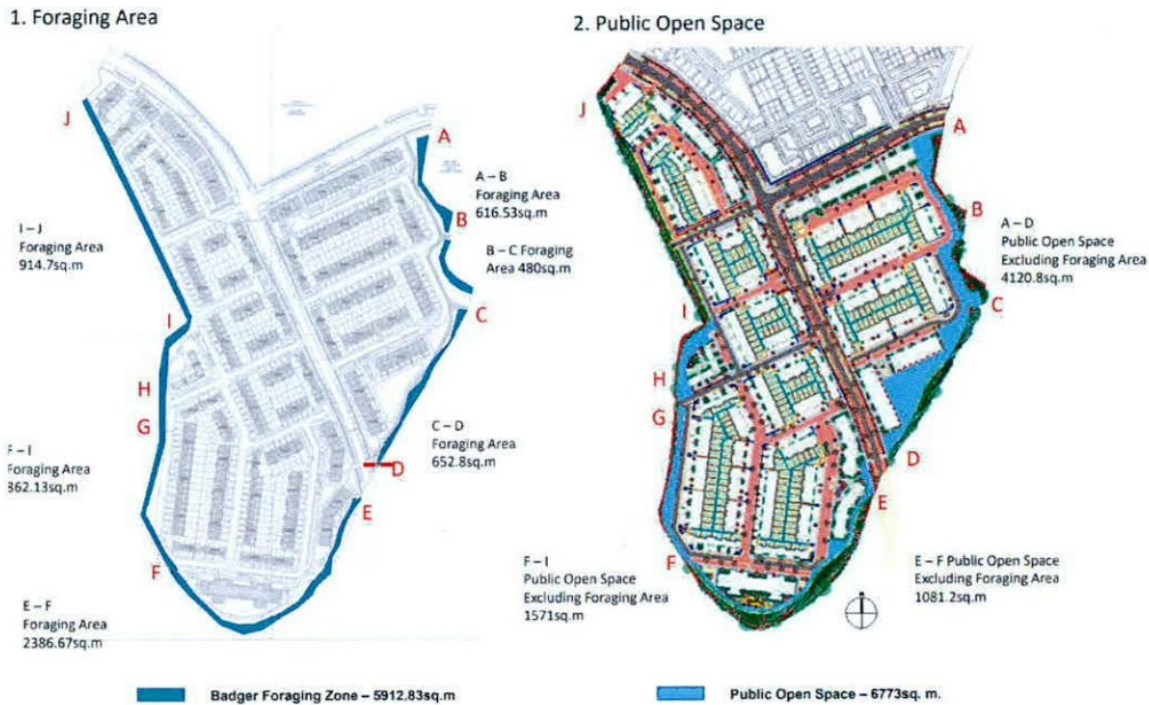 1. Foraging Area
J
A
A – B
Foraging Area
616.53sq.m
B
I – J
Foraging Area
914.7sq.m
B – C Foraging
Area 480sq.m
C
I
H
G
C – D
Foraging Area
652.8sq.m
F – I
Foraging Area
862.13sq.m
D
E
F
E – F
Foraging Area
2386.67sq.m
Badger Foraging Zone – 5912.83sq.m
2. Public Open Space
J
A
B
A – D
Public Open Space
Excluding Foraging Area
4120.8sq.m
C
I
H
G
D
E
F
F – I
Public Open Space
Excluding Foraging Area
1571sq.m
E – F Public Open Space
Excluding Foraging Area
1081.2sq.m
Public Open Space – 6773sq. m.